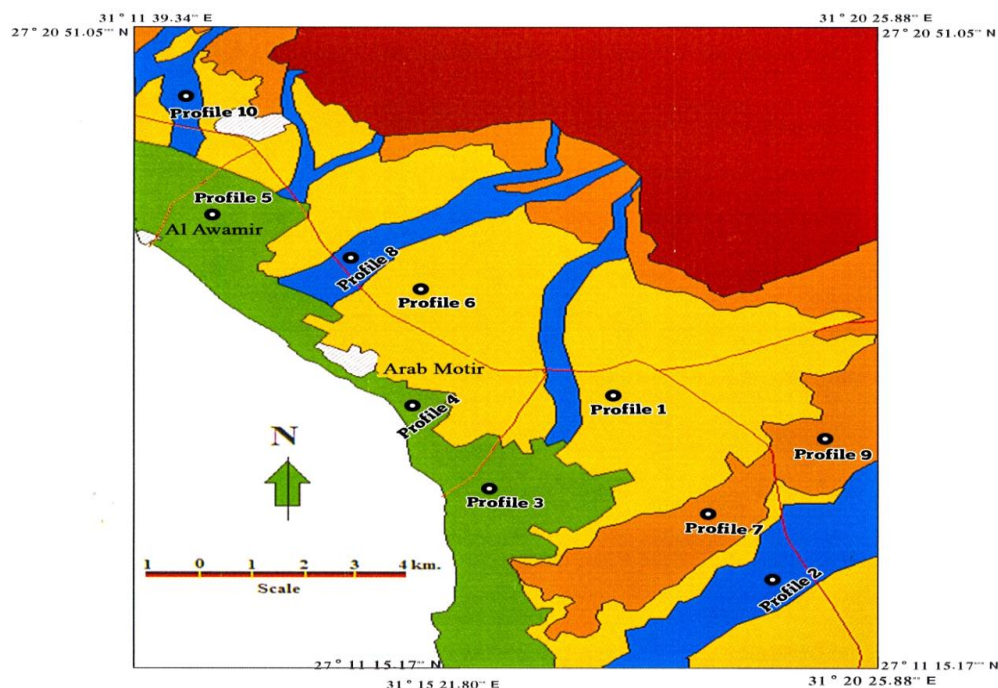 31° 11 39.34''' E
31° 20 25.88''' E
27° 20 51.05''' N
27° 20 51.05''' N
Profile 10
Profile 5
Al Awamir
Profile 8
Profile 6
Arab Motir
Profile 4
Profile 1
Profile 9
N
Profile 3
Profile 7
Profile 2
1 0 1 2 3 4 km.
Scale
27° 11 15.17''' N
27° 11 15.17''' N
31° 15 21.80''' E
31° 20 25.88''' E